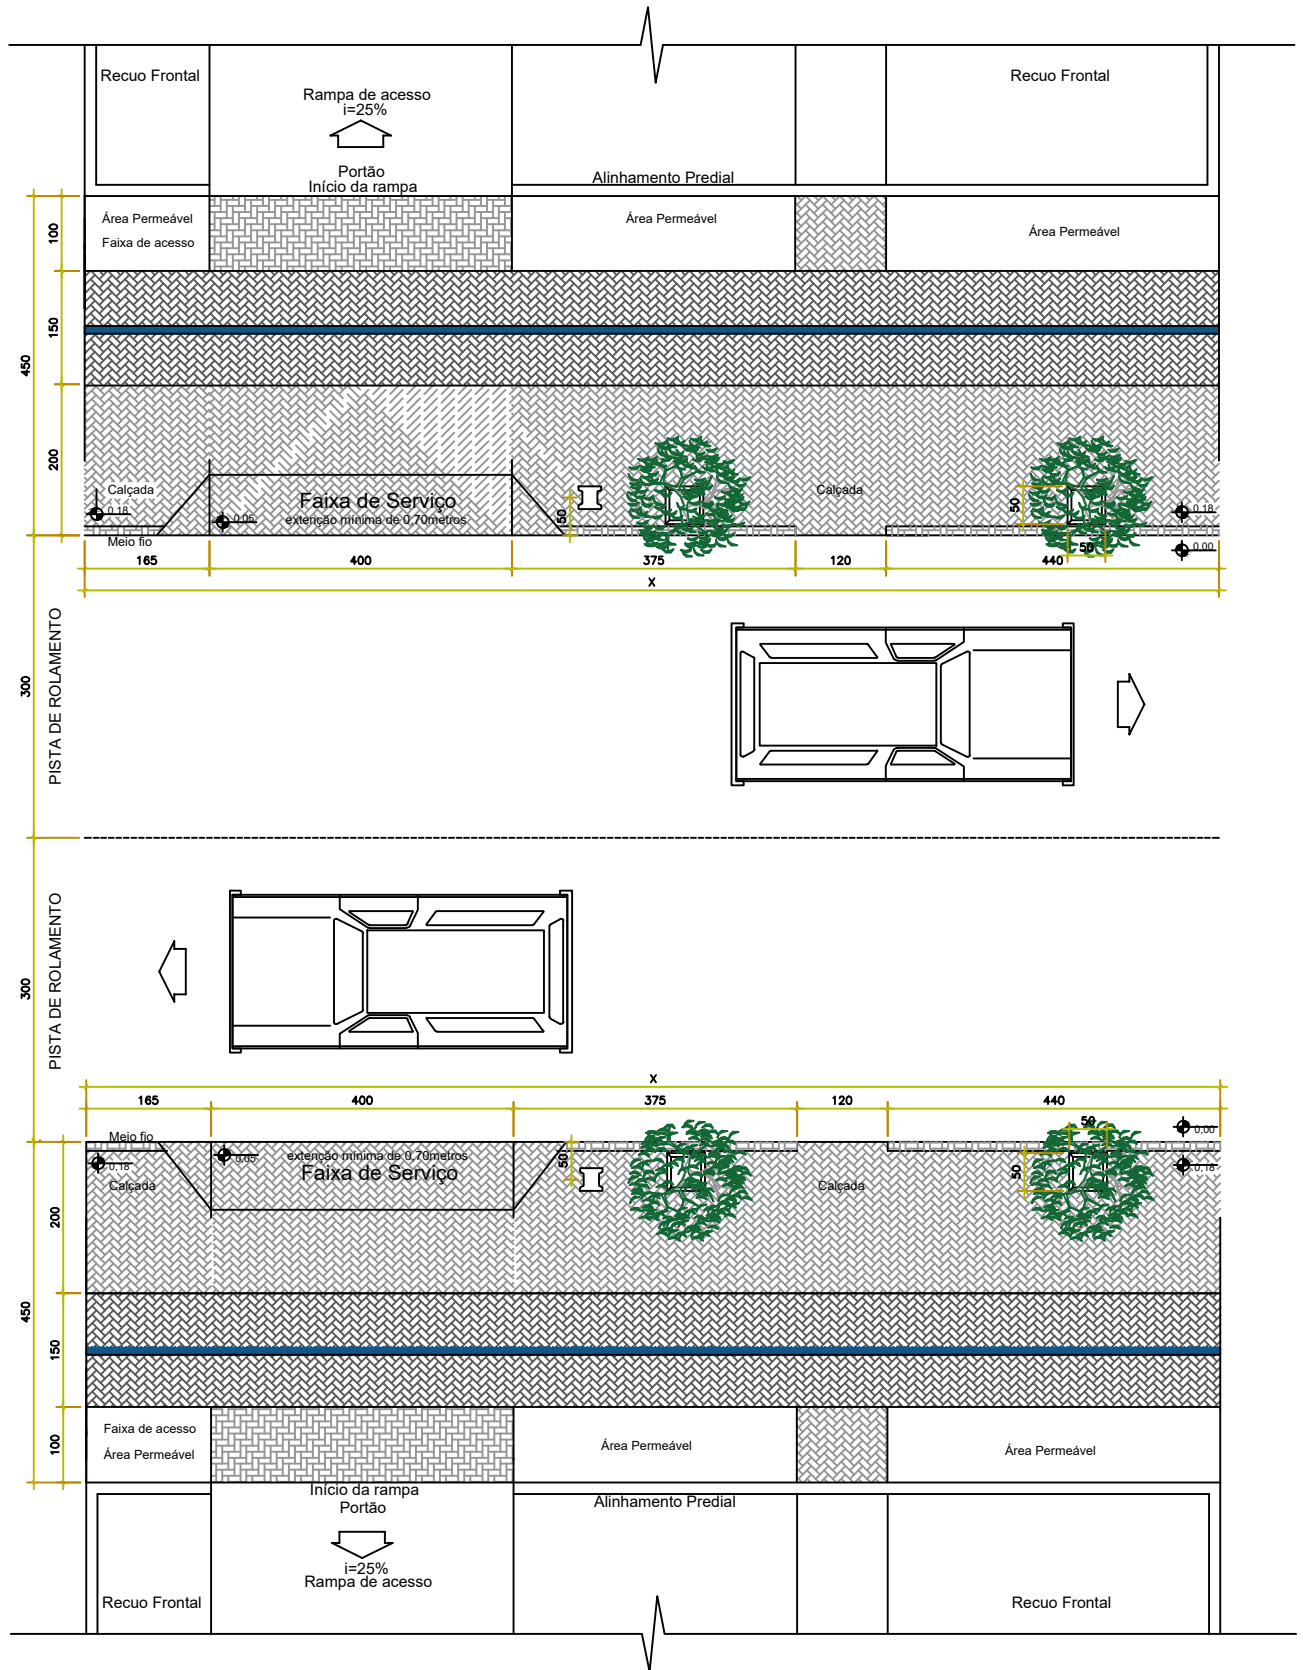 Recuo Frontal
Rampa de acesso
i=25%
Recuo Frontal
Portão
Início da rampa
Alinhamento Predial
Área Permeável
Faixa de acesso
Área Permeável
Área Permeável
100
150
450
200
Calçada
0,18
0,05
Faixa de Serviço
extenção mínima de 0,70metros
50
Calçada
50
0,18
Meio fio
50
0,00
165
400
375
120
440
X
300
PISTA DE ROLAMENTO
300
PISTA DE ROLAMENTO
X
165
400
375
120
440
Meio fio
50
0,00
0,18
Calçada
0,05
extenção mínima de 0,70metros
Faixa de Serviço
50
Calçada
50
0,18
200
450
150
100
Faixa de acesso
Área Permeável
Área Permeável
Área Permeável
Início da rampa
Portão
Alinhamento Predial
i=25%
Rampa de acesso
Recuo Frontal
Recuo Frontal